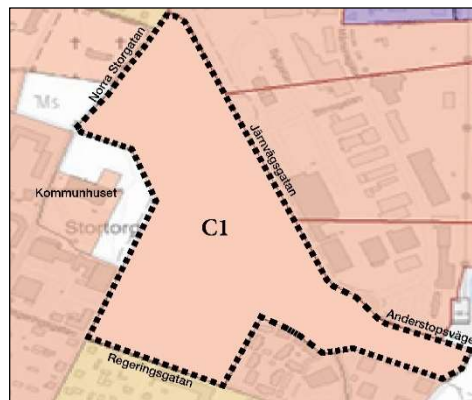 Norra Storgatan
Ms
Järnvägsgatan
Kommunhuset
Stortorg
C1
Anderstopsväge
Regeringsgatan